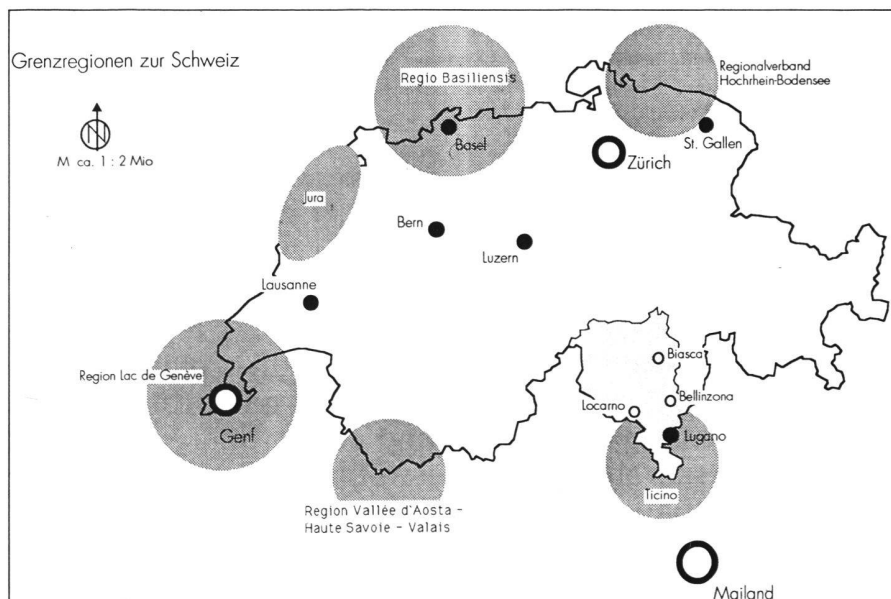 Grenzregionen zur Schweiz
N
M ca. 1 : 2 Mio
Regio Basiliensis
Basel
Regionalverband
Hochrhein-Bodensee
St. Gallen
Zürich
Jura
Bern
Luzern
Lausanne
Region Lac de Genève
Genf
Biasca
Bellinzona
Locarno
Lugano
Ticino
Region Vallée d'Aosta -
Haute Savoie - Valais
Mailand